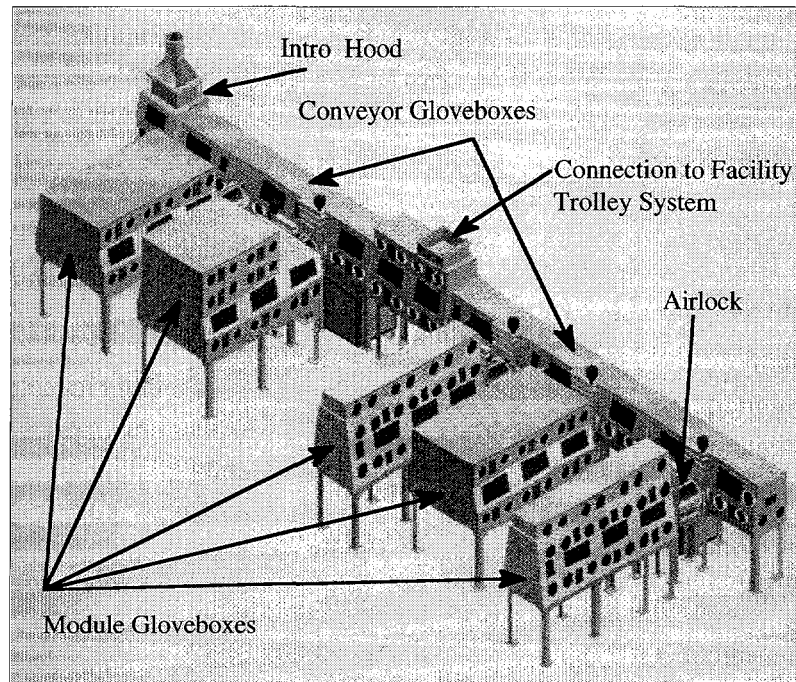 Intro Hood
Conveyor Gloveboxes
Connection to Facility
Trolley System
Airlock
Module Gloveboxes